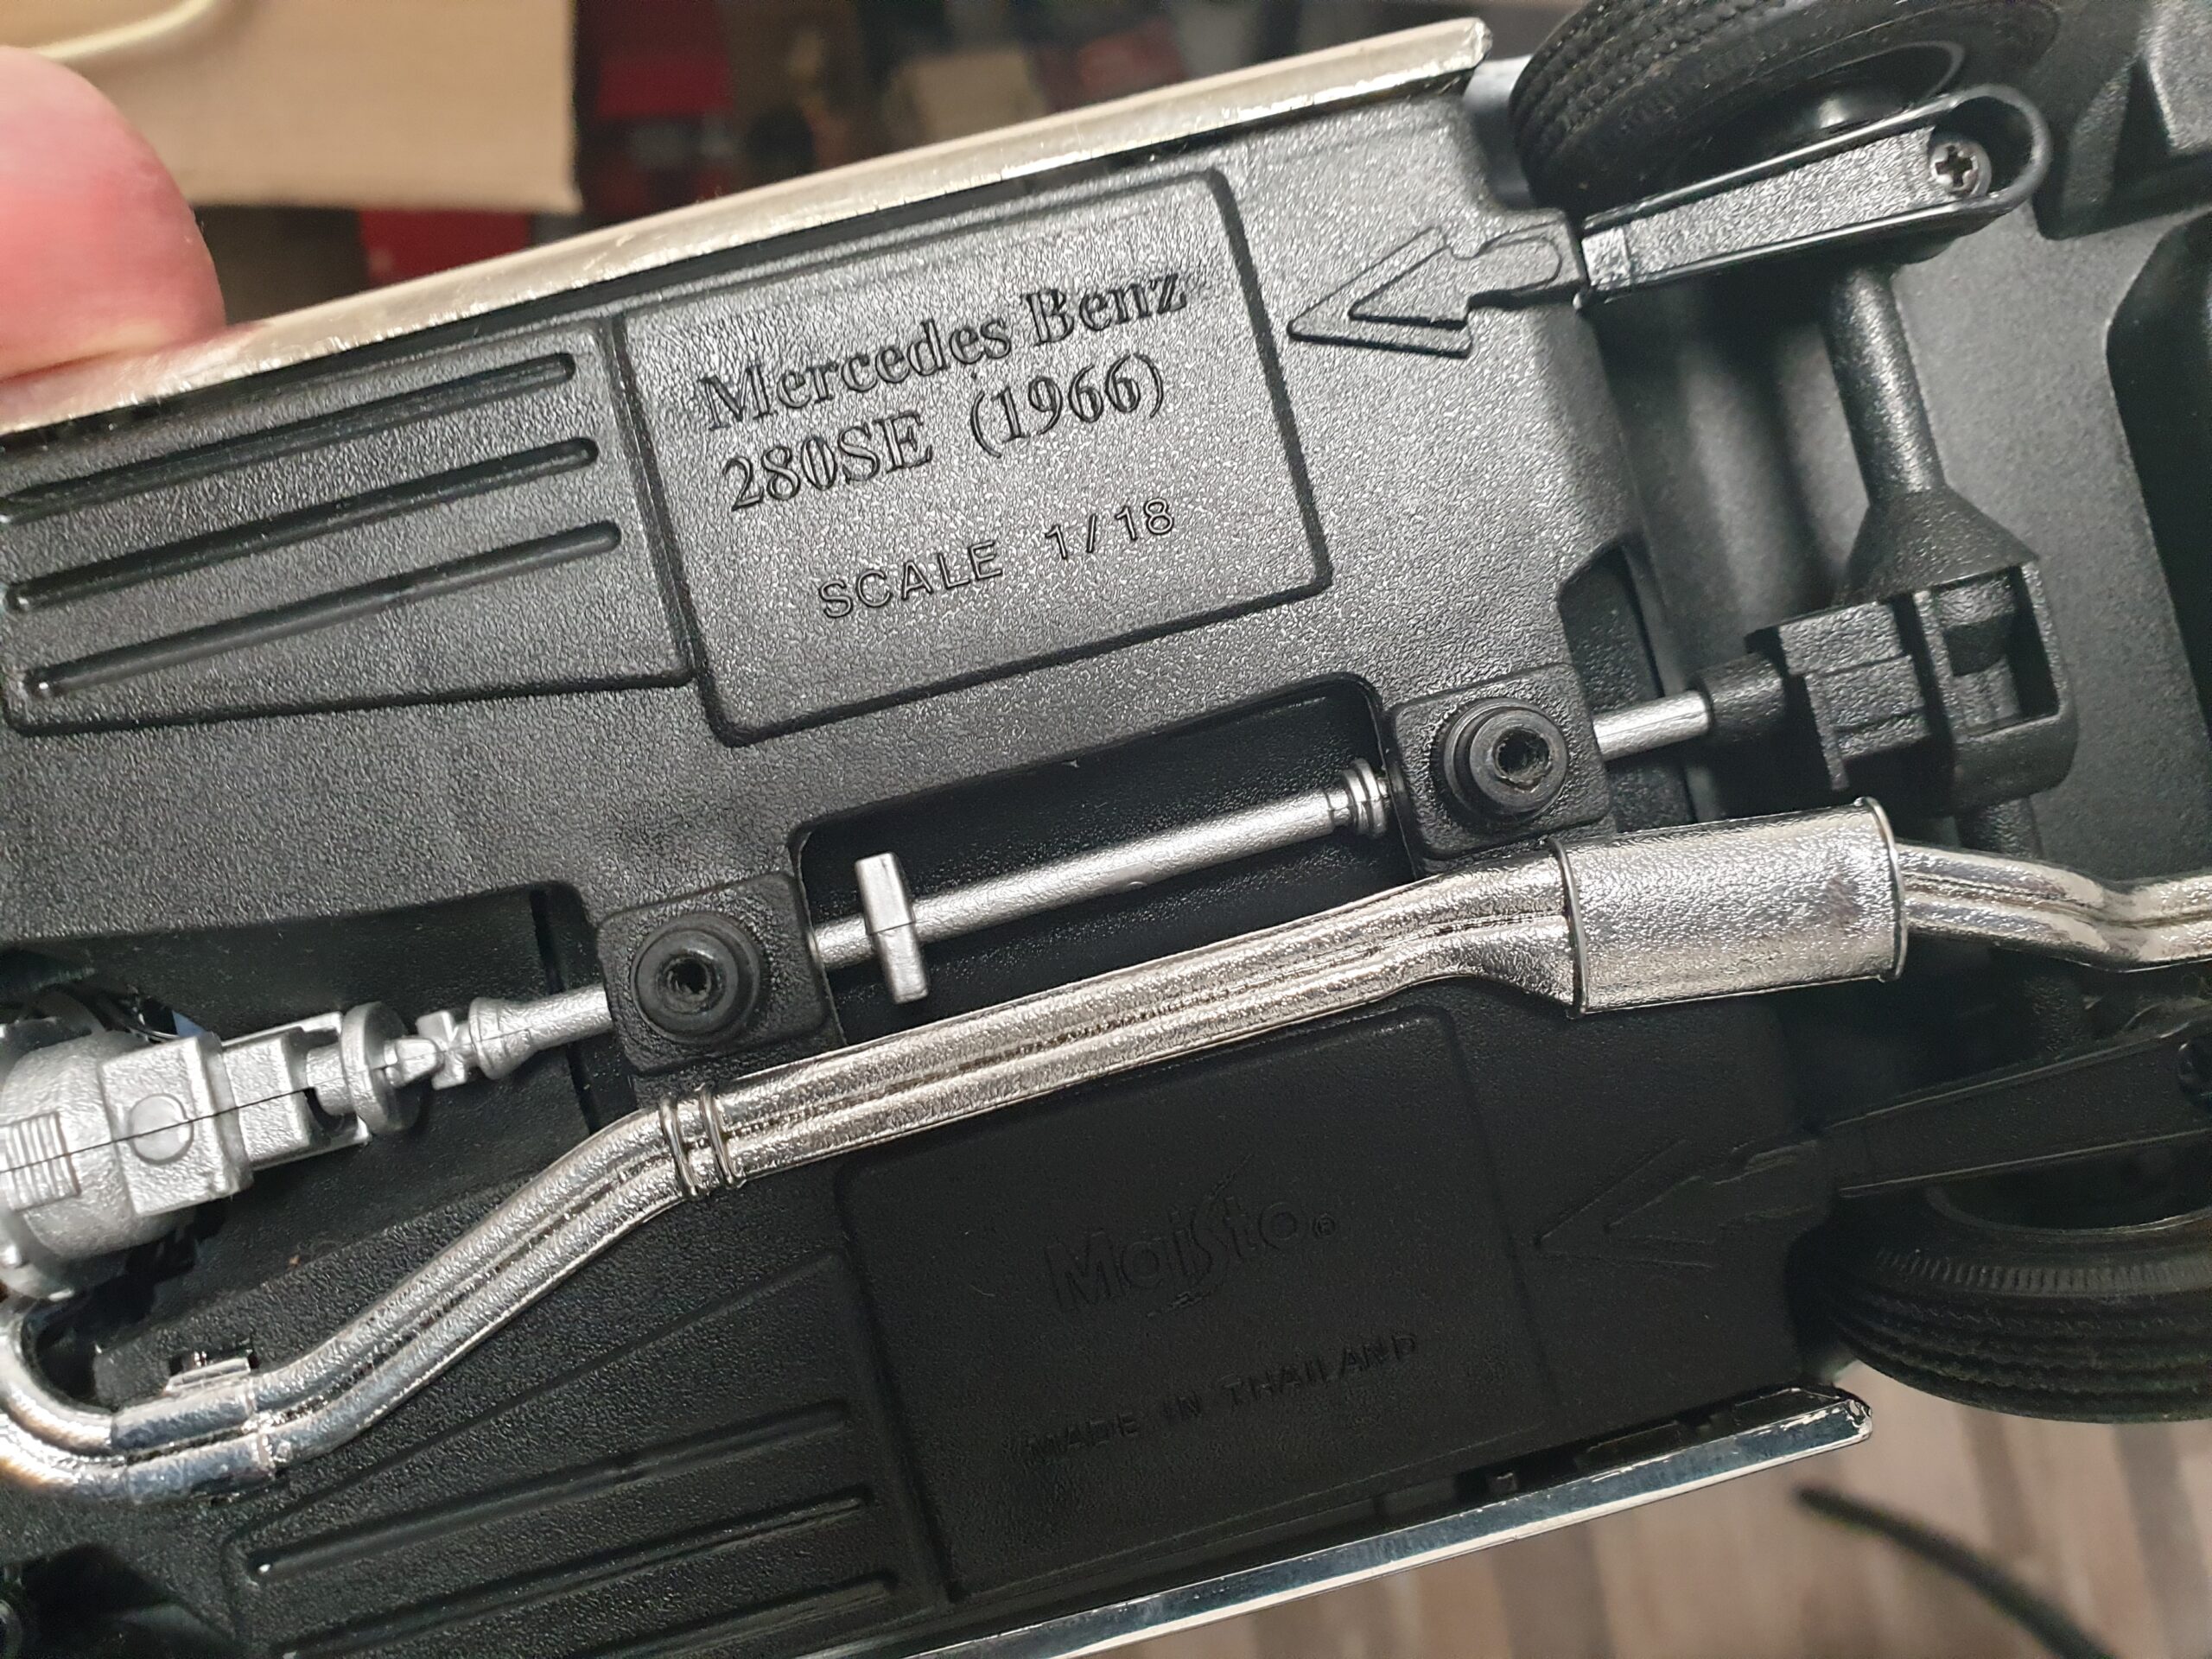 Mercedes Benz
280SE (1966)
SCALE 1/18
Maisto®
MADE IN THAILAND